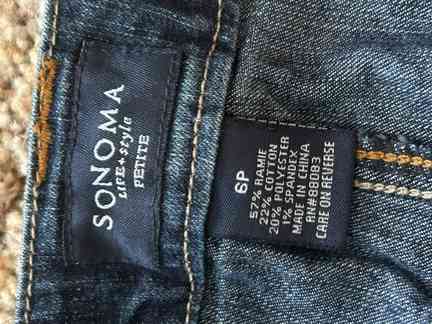 SONOMA
LIFE+style
PETITE
6P
57% RAMIE
22% COTTON
20% POLYESTER
1% SPANDEX
MADE IN CHINA
RN#88083
CARE ON REVERSE